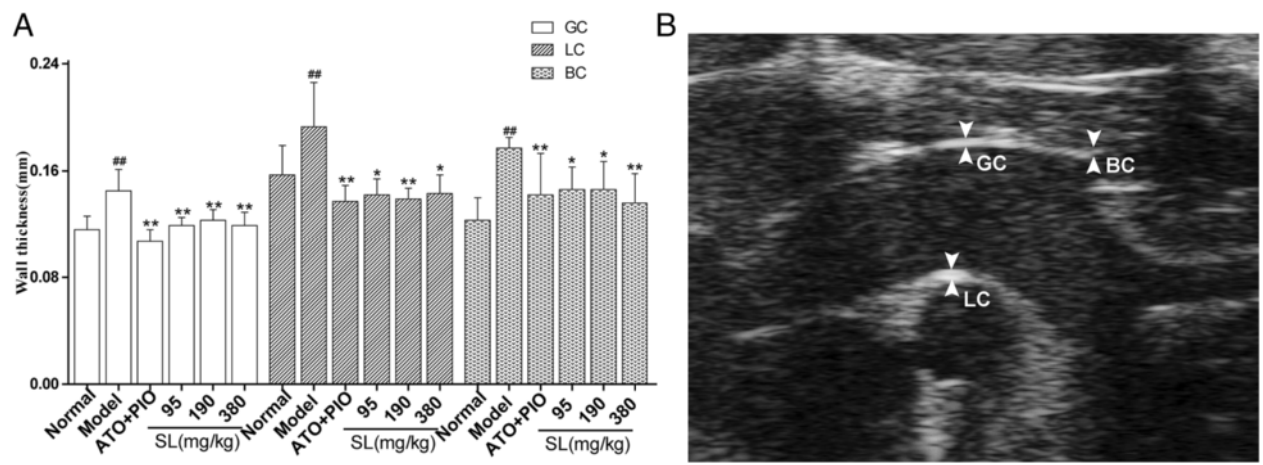 A
GC
LC
BC
Wall thickness(mm)
0.24
0.16
0.08
0.00
##
**
**
**
**
##
**
*
**
*
##
**
*
*
**
Normal
Model
ATO+PIO
95
190
380
Normal
Model
ATO+PIO
95
190
380
Normal
Model
ATO+PIO
95
190
380
SL(mg/kg)
SL(mg/kg)
SL(mg/kg)
B
GC
BC
LC